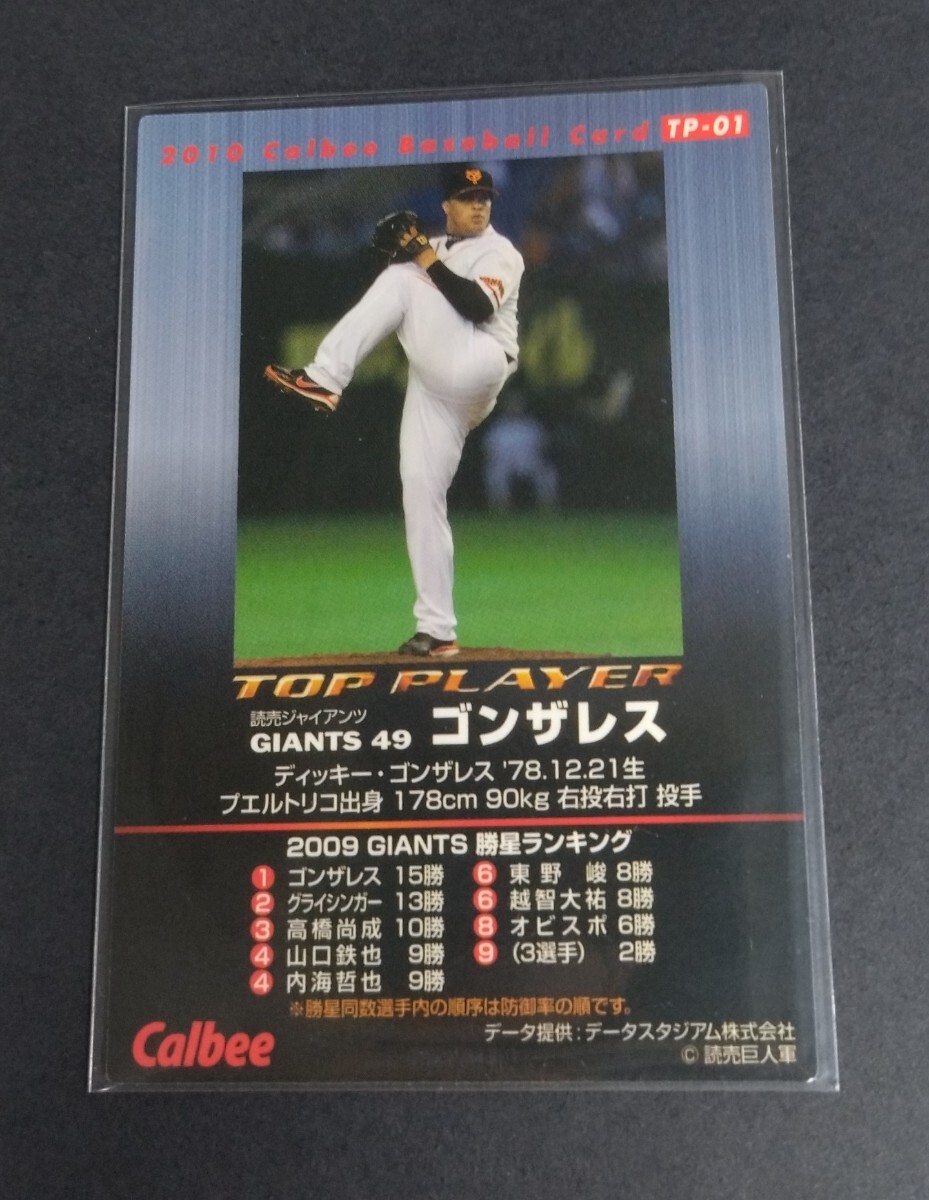 2010 Calbee Baseball Card TP-01
TOP PLAYER
読売ジャイアンツ
GIANTS 49 ゴンザレス
ディッキー・ゴンザレス '78.12.21生
プエルトリコ出身 178cm 90kg 右投右打 投手
2009 GIANTS 勝星ランキング
1 ゴンザレス 15勝
2 グライシンガー 13勝
3 高橋尚成 10勝
4 山口鉄也 9勝
4 内海哲也 9勝
6 東野 峻 8勝
6 越智大祐 8勝
8 オビスポ 6勝
9 (3選手) 2勝
※勝星同数選手内の順序は防御率の順です。
Calbee
データ提供:データスタジアム株式会社
© 読売巨人軍